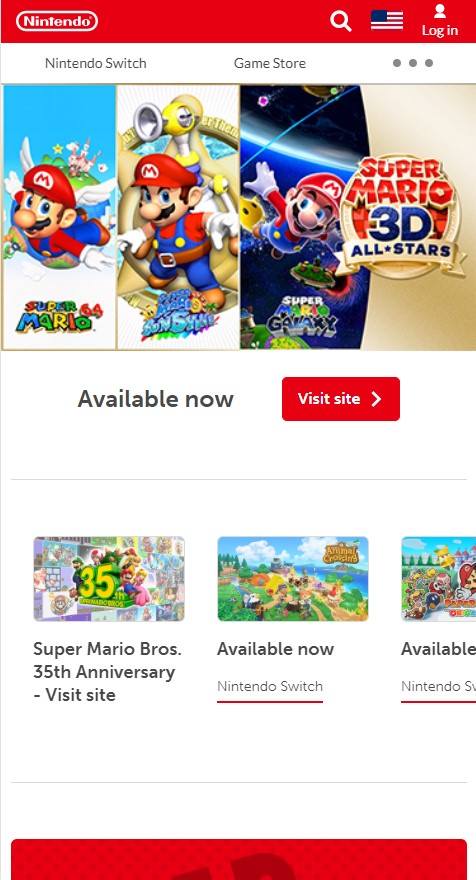 Nintendo
Log in
Nintendo Switch
Game Store
SUPER
MARIO 64
SUPER
MARIO
SUNSHINE
SUPER
MARIO
GALAXY
SUPER
MARIO
3D
ALL★STARS
Available now
Visit site
35th
SUPER MARIO BROS.
Animal
Crossing
Super Mario Bros.
35th Anniversary
- Visit site
Available now
Nintendo Switch
Available
Nintendo Sw